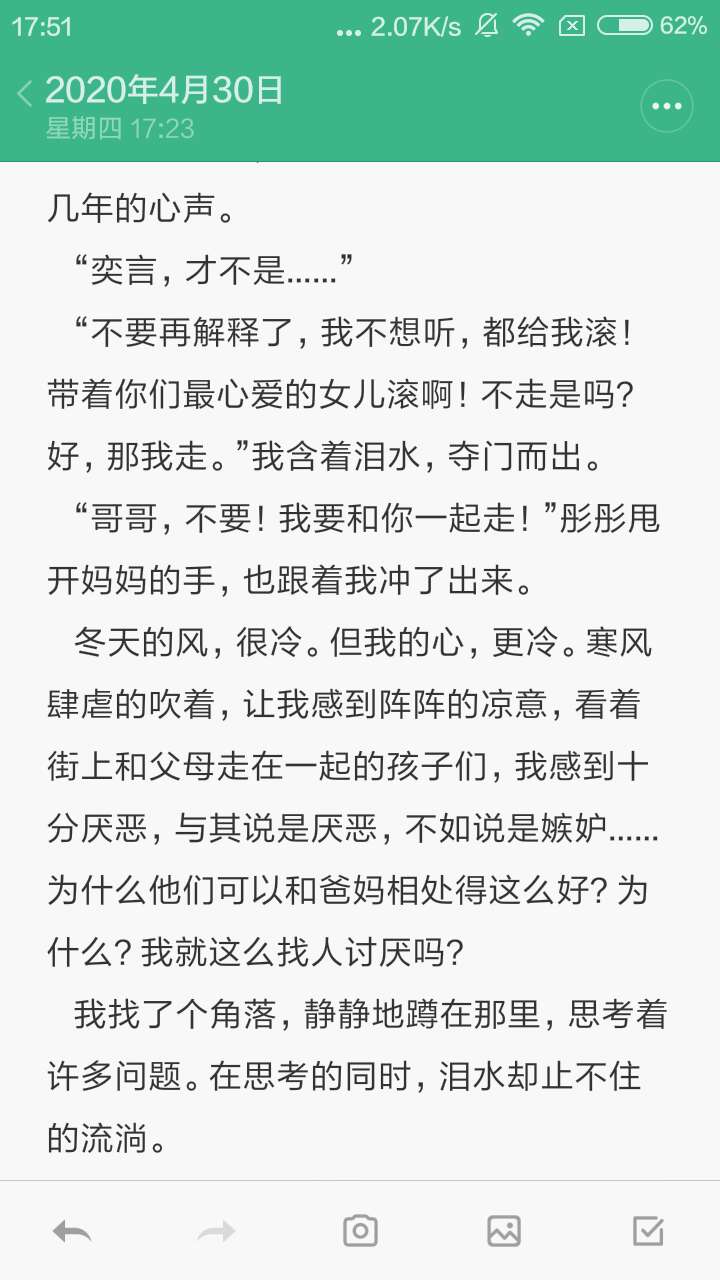 17:51 ... 2.07K/s 62%
2020年4月30日
星期四 17:23
几年的心声。
“奕言，才不是......”
“不要再解释了，我不想听，都给我滚！
带着你们最心爱的女儿滚啊！不走是吗？
好，那我走。”我含着泪水，夺门而出。
“哥哥，不要！我要和你一起走！”彤彤甩
开妈妈的手，也跟着我冲了出来。
冬天的风，很冷。但我的心，更冷。寒风
肆虐的吹着，让我感到阵阵的凉意，看着
街上和父母走在一起的孩子们，我感到十
分厌恶，与其说是厌恶，不如说是嫉妒......
为什么他们可以和爸妈相处得这么好？为
什么？我就这么找人讨厌吗？
我找了个角落，静静地蹲在那里，思考着
许多问题。在思考的同时，泪水却止不住
的流淌。